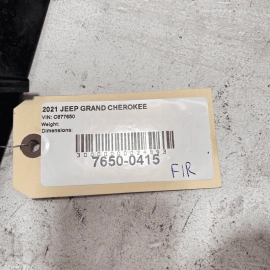 2021 JEEP GRAND CHEROKEE
VIN: C877650
Weight:
Dimensions:
7650-0415
F/R